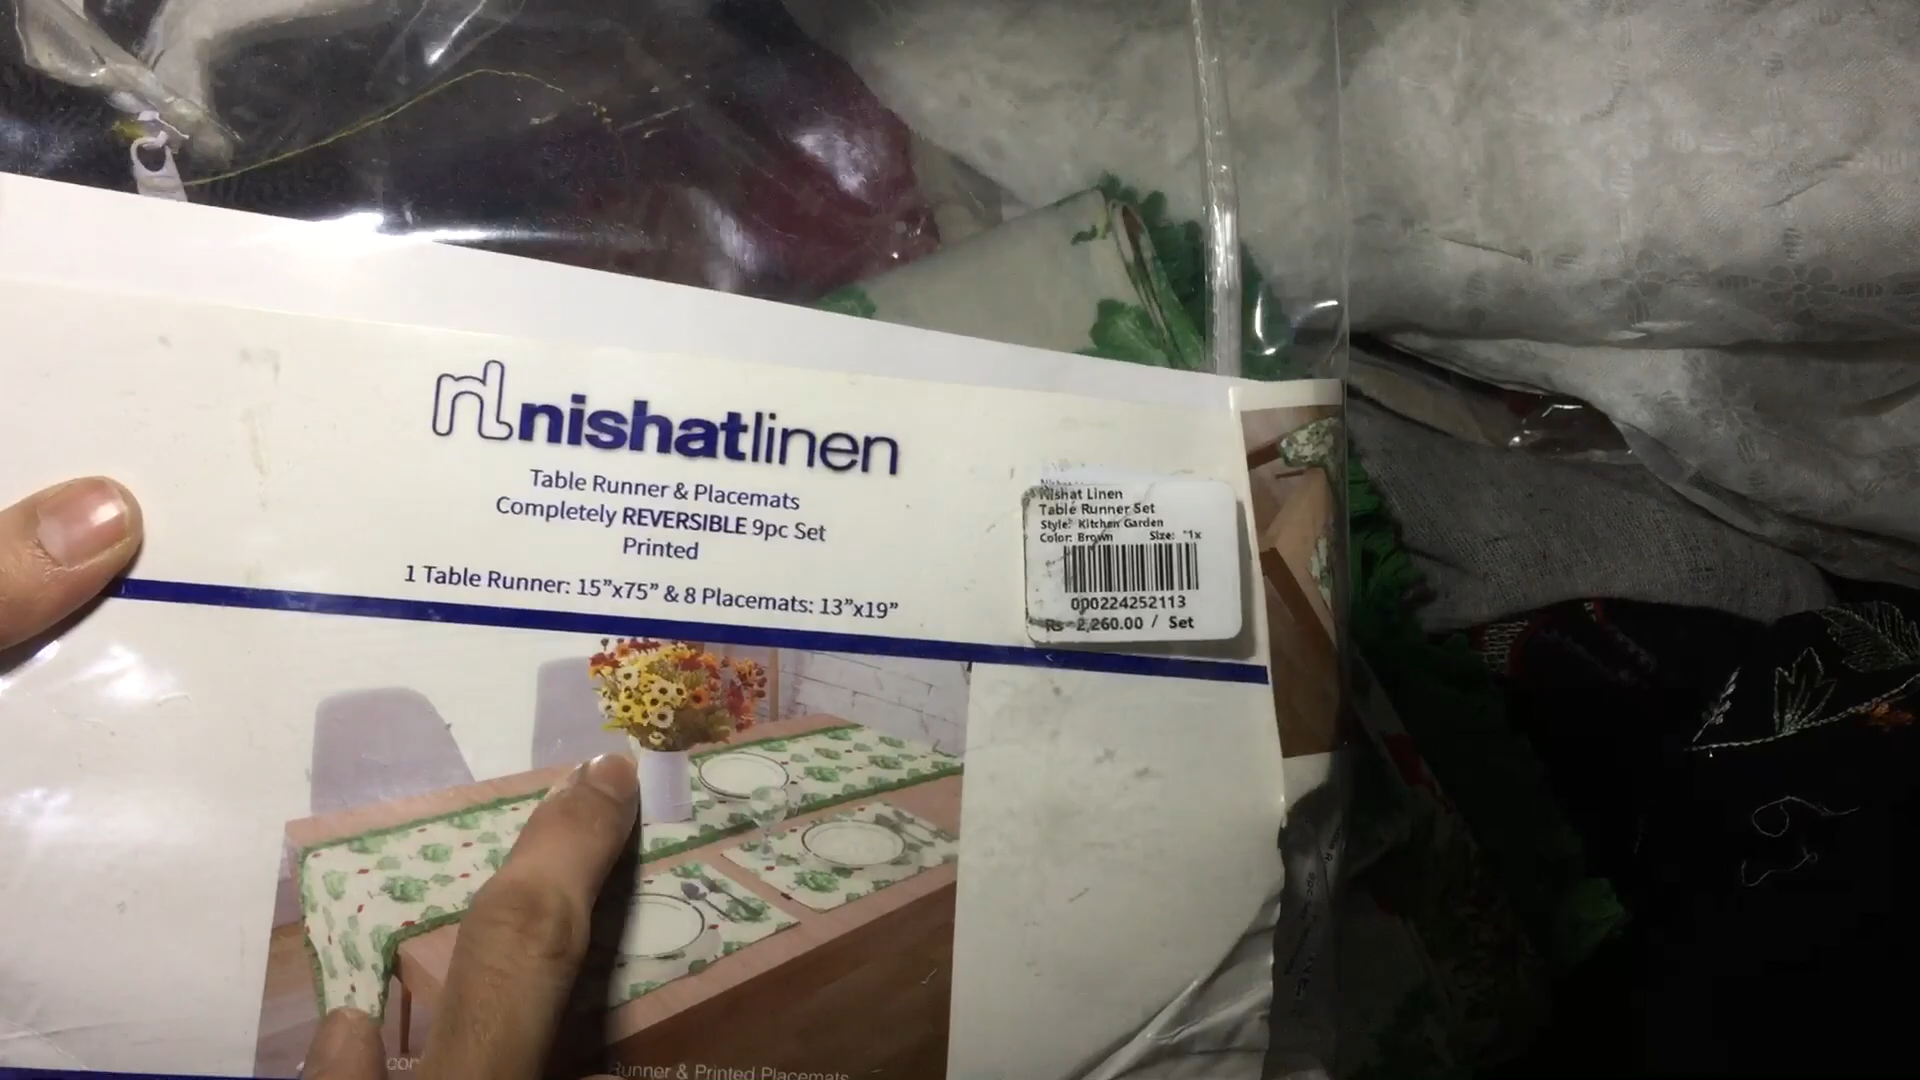 nishatlinen
Table Runner & Placemats
Completely REVERSIBLE 9pc Set
Printed
1 Table Runner: 15”x75” & 8 Placemats: 13”x19”
Nishat Linen
Table Runner Set
Style: Kitchen Garden
Color: Brown Size: "1x
000224252113
Rs 2,260.00 / Set
Runner & Printed Placemats